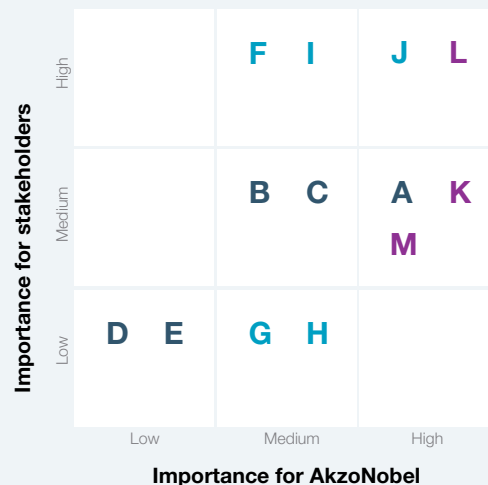 Importance for stakeholders
High
F I J L
Medium
B C A K
M
Low
D E G H
Low Medium High
Importance for AkzoNobel